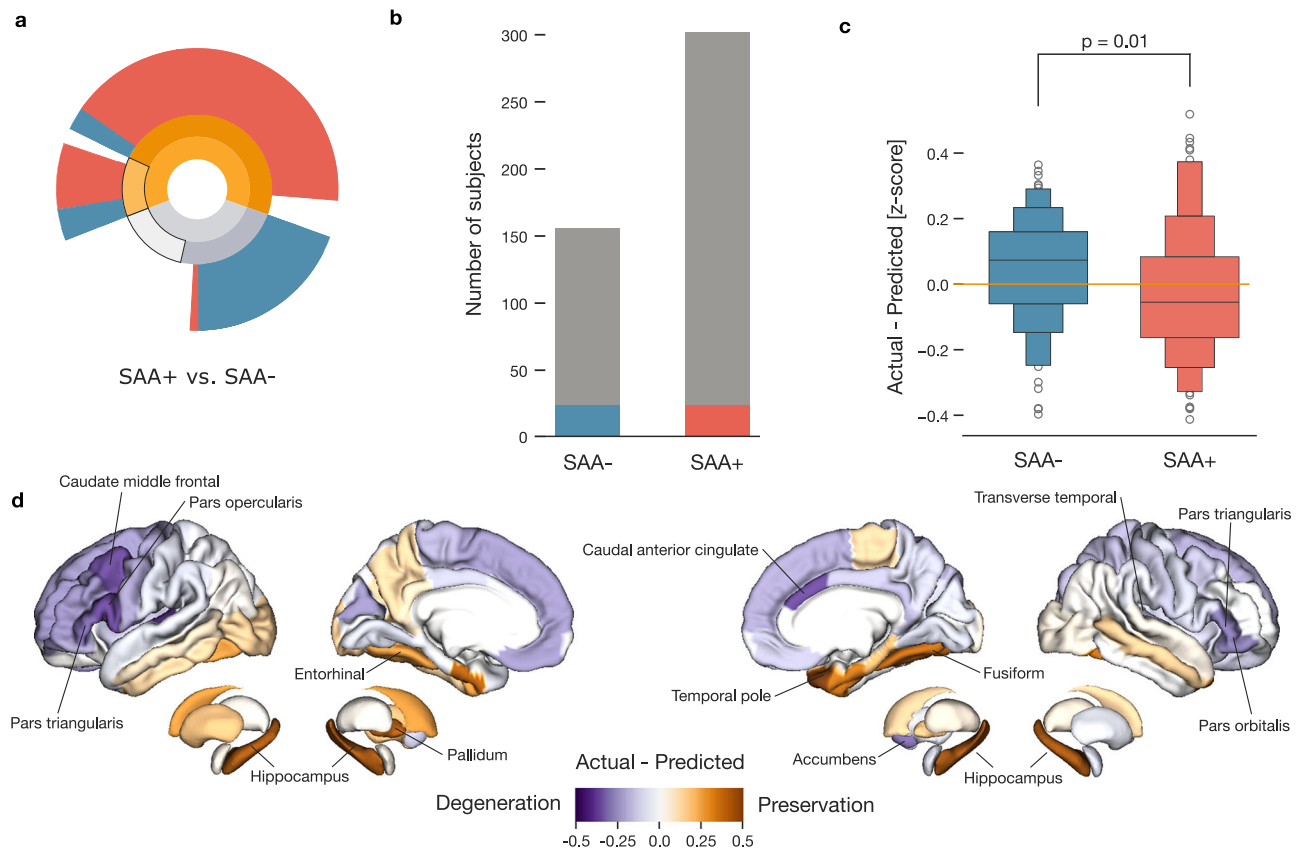 a
SAA+ vs. SAA-
b
Number of subjects
300
250
200
150
100
50
0
SAA-
SAA+
c
p = 0.01
Actual - Predicted [z-score]
0.4
0.2
0.0
−0.2
−0.4
SAA-
SAA+
d
Caudate middle frontal
Pars opercularis
Pars triangularis
Entorhinal
Hippocampus
Pallidum
Caudal anterior cingulate
Temporal pole
Accumbens
Transverse temporal
Pars triangularis
Fusiform
Pars orbitalis
Hippocampus
Actual - Predicted
Degeneration
Preservation
-0.5
-0.25
0.0
0.25
0.5